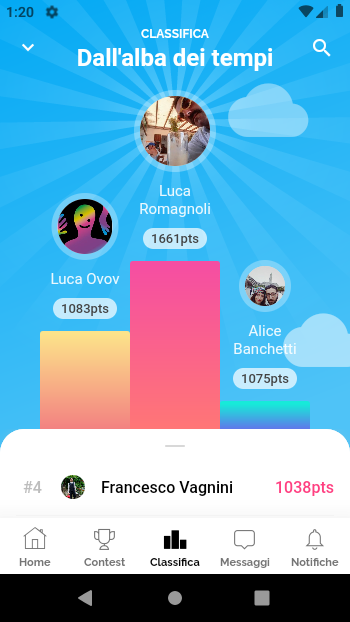 1:20
CLASSIFICA
Dall'alba dei tempi
Luca
Romagnoli
1661pts
Luca Ovov
1083pts
Alice
Banchetti
1075pts
#4 Francesco Vagnini 1038pts
Home Contest Classifica Messaggi Notifiche